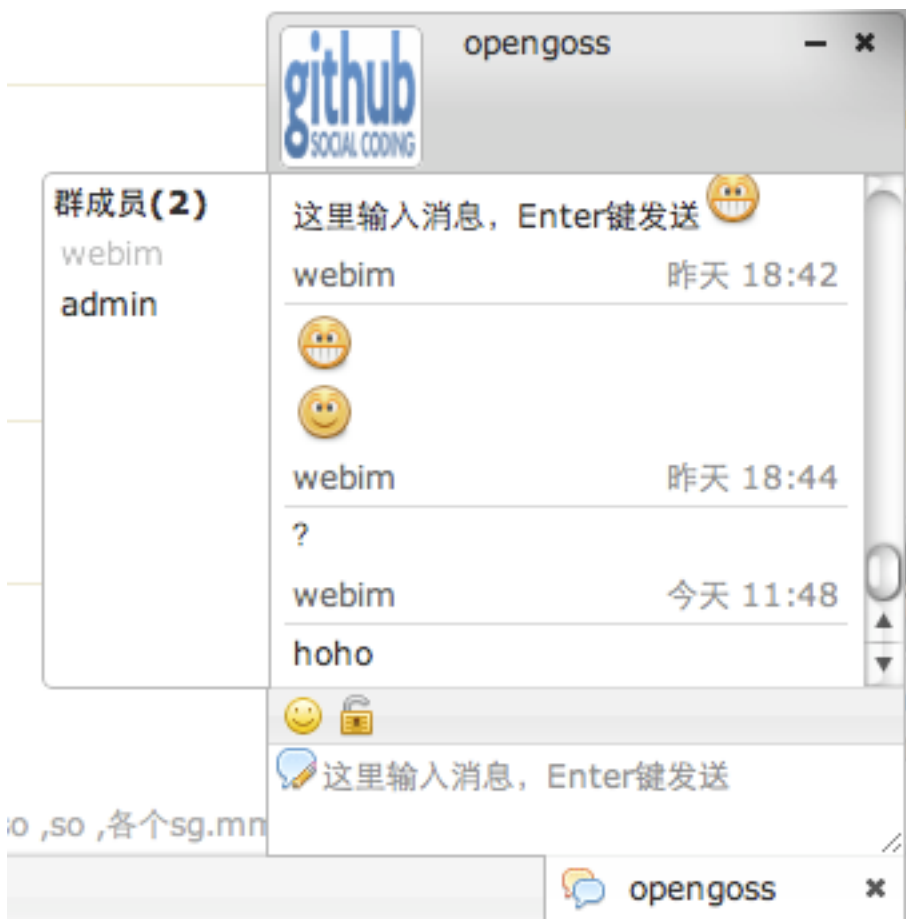 opengoss
github
SOCIAL CODING
群成员(2)
webim
admin
这里输入消息，Enter键发送
webim 昨天 18:42
webim 昨天 18:44
?
webim 今天 11:48
hoho
这里输入消息，Enter键发送
so ,so ,各个sg.mm
opengoss